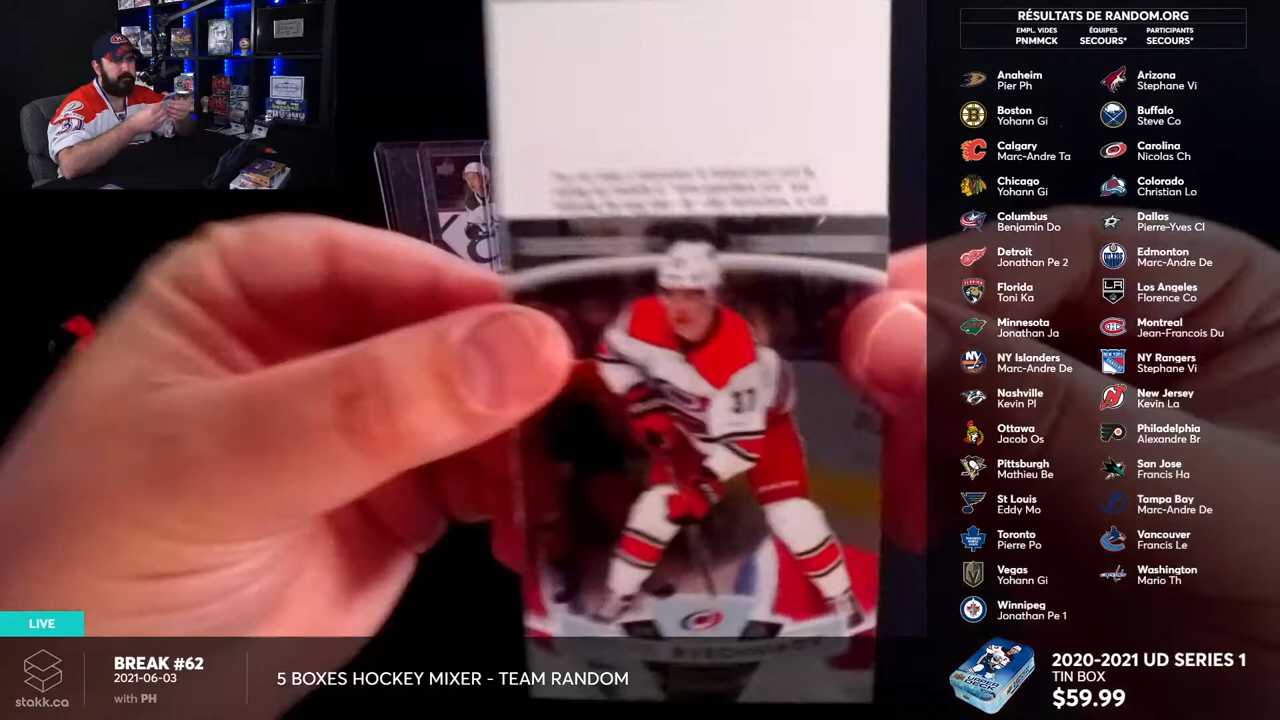 RÉSULTATS DE RANDOM.ORG
EMPL. VIDES ÉQUIPES PARTICIPANTS
PNMMCK SECOURS* SECOURS*
Anaheim
Pier Ph
Arizona
Stephane Vi
Boston
Yohann Gi
Buffalo
Steve Co
Calgary
Marc-Andre Ta
Carolina
Nicolas Ch
Chicago
Yohann Gi
Colorado
Christian Lo
Columbus
Benjamin Do
Dallas
Pierre-Yves Cl
Detroit
Jonathan Pe 2
Edmonton
Marc-Andre De
Florida
Toni Ka
Los Angeles
Florence Co
Minnesota
Jonathan Ja
Montreal
Jean-Francois Du
NY Islanders
Marc-Andre De
NY Rangers
Stephane Vi
Nashville
Kevin Pl
New Jersey
Kevin La
Ottawa
Jacob Os
Philadelphia
Alexandre Br
Pittsburgh
Mathieu Be
San Jose
Francis Ha
St Louis
Eddy Mo
Tampa Bay
Marc-Andre De
Toronto
Pierre Po
Vancouver
Francis Le
Vegas
Yohann Gi
Washington
Mario Th
Winnipeg
Jonathan Pe 1
37
LIVE
stakk.ca
BREAK #62
2021-06-03
with PH
5 BOXES HOCKEY MIXER - TEAM RANDOM
2020-2021 UD SERIES 1
TIN BOX
$59.99